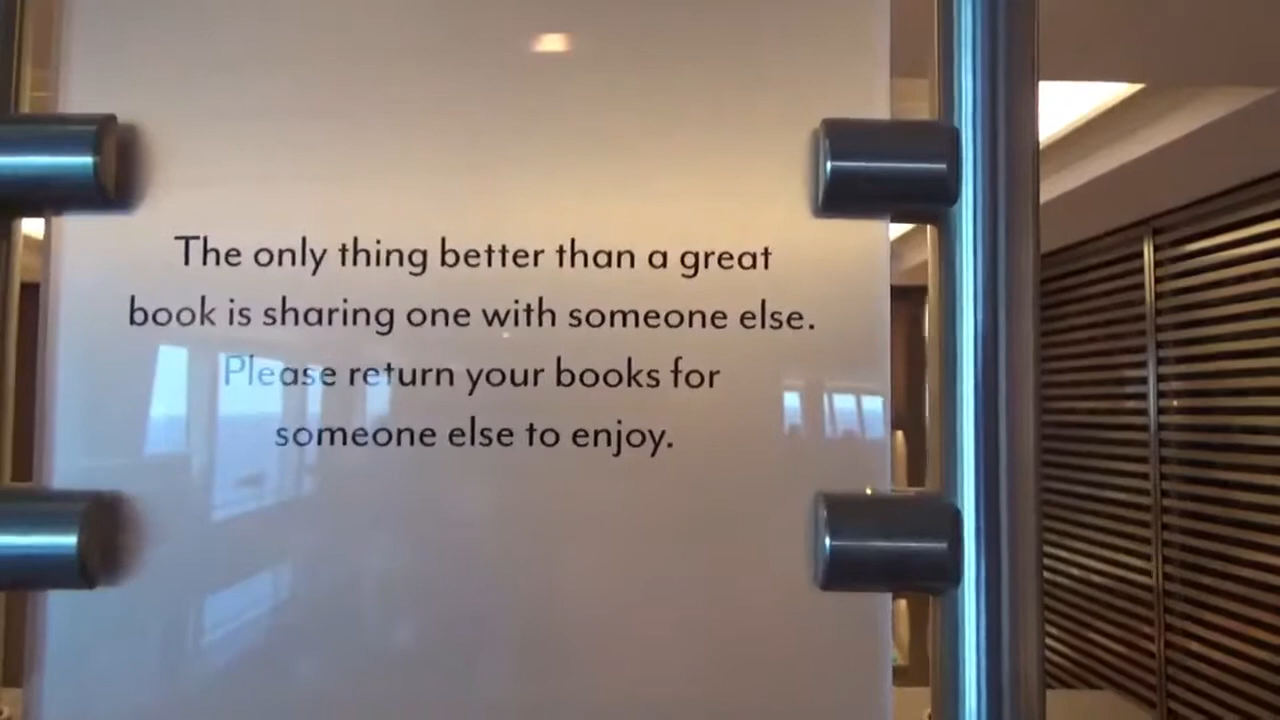 The only thing better than a great
book is sharing one with someone else.
Please return your books for
someone else to enjoy.